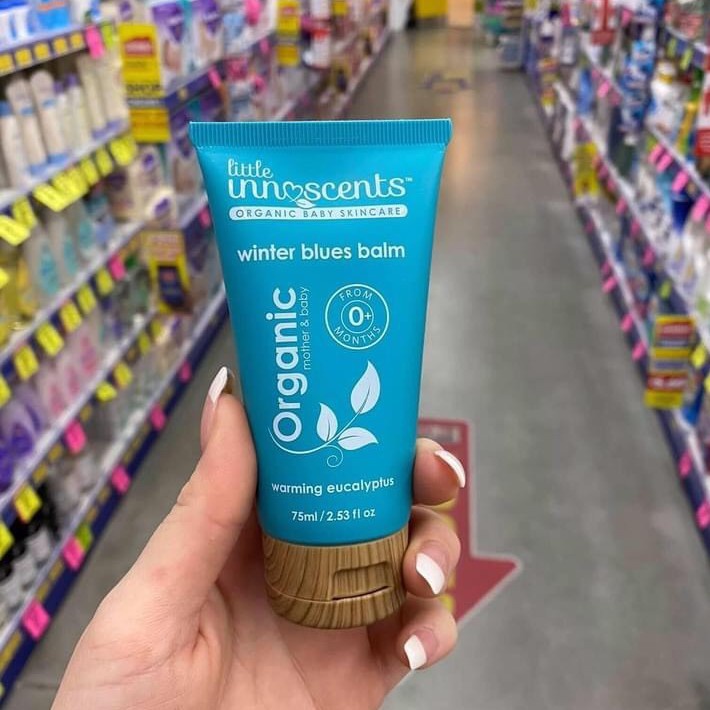 little
innoscents™
ORGANIC BABY SKINCARE
winter blues balm
Organic
mother & baby
FROM
0+
MONTHS
warming eucalyptus
75ml/2.53 fl oz